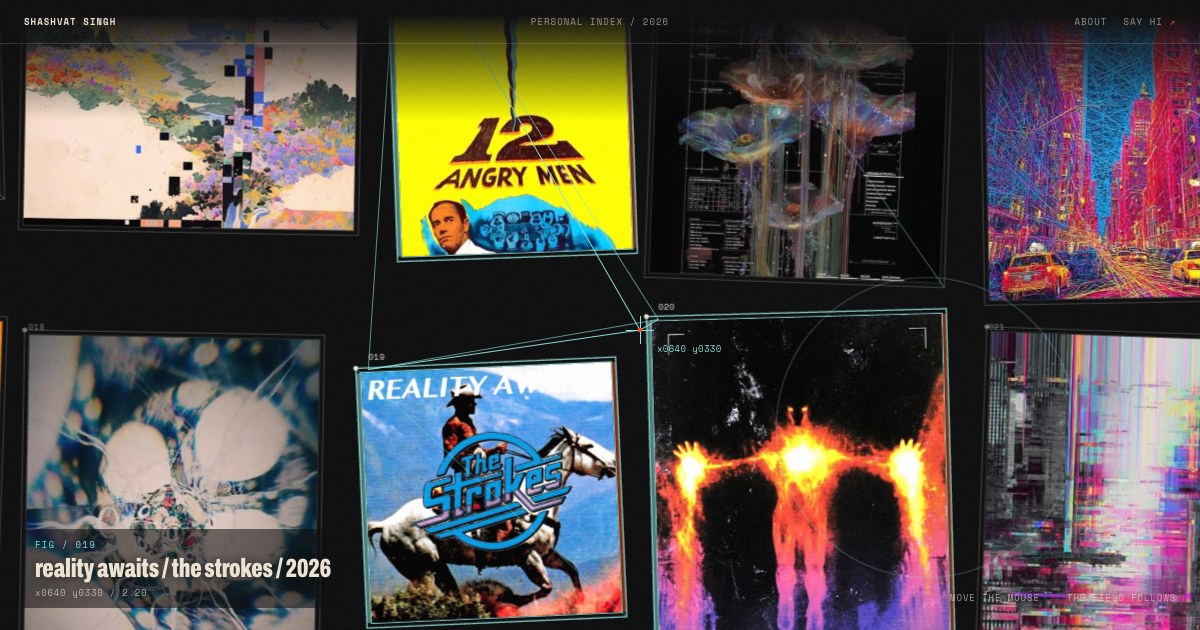 SHASHVAT SINGH
PERSONAL INDEX / 2026
ABOUT SAY HI ↗
12
ANGRY MEN
018
019
020
021
x0640 y0330
REALITY AW
The
Strokes
FIG / 019
reality awaits / the strokes / 2026
x0640 y0330 / 2.20
MOVE THE MOUSE — THE FIELD FOLLOWS